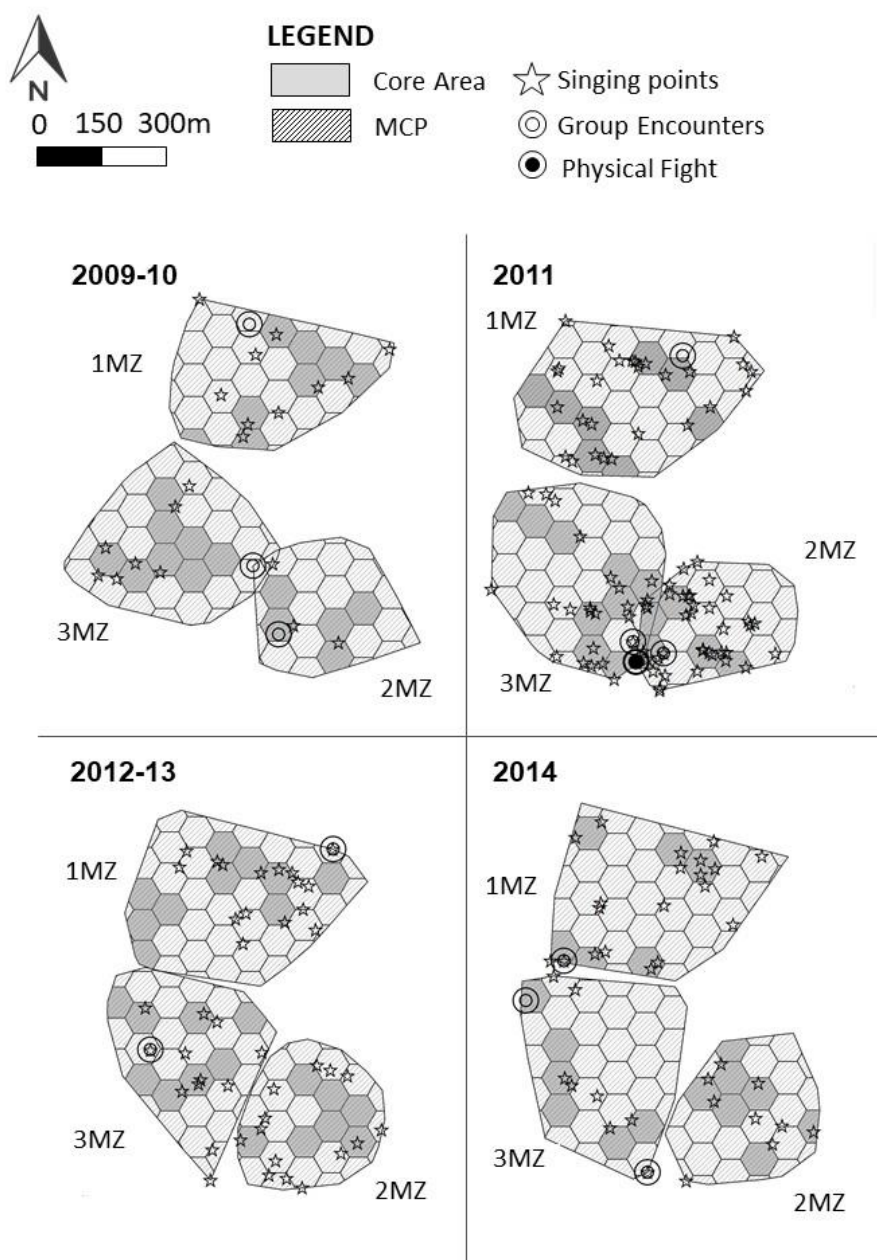 LEGEND
N
0 150 300m
Core Area
MCP
Singing points
Group Encounters
Physical Fight
2009-10
1MZ
3MZ
2MZ
2011
1MZ
2MZ
3MZ
2012-13
1MZ
3MZ
2MZ
2014
1MZ
3MZ
2MZ